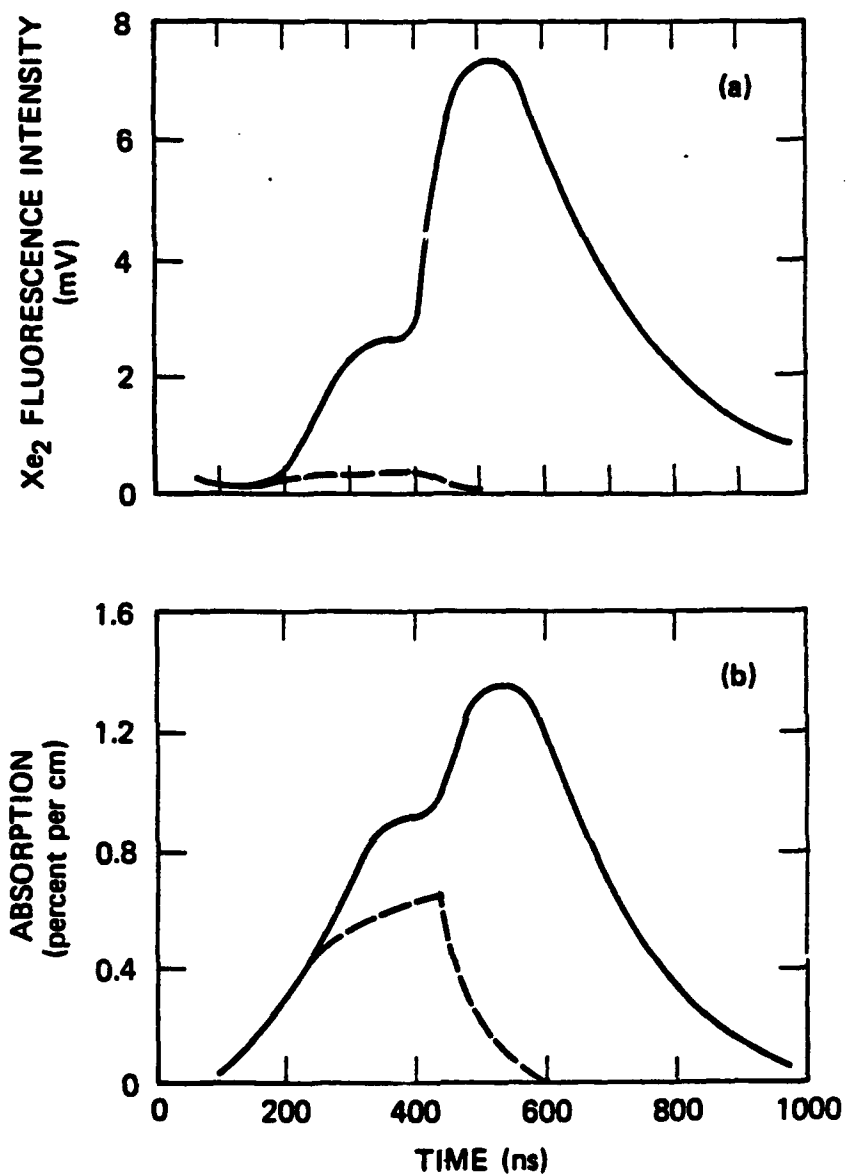 Xe2 FLUORESCENCE INTENSITY
(mV)
8
6
4
2
0
(a)
ABSORPTION
(percent per cm)
1.6
1.2
0.8
0.4
0
(b)
0 200 400 600 800 1000
TIME (ns)